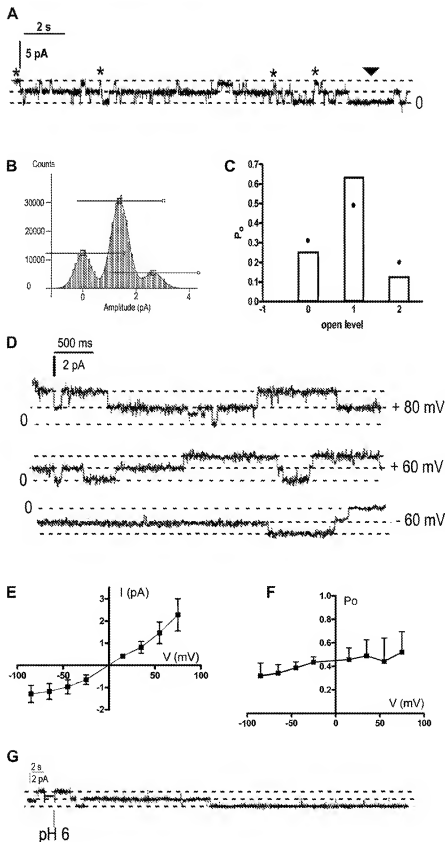 A
2 s
5 pA
* * * *
0
B
Counts
30000
20000
10000
0
0 2 4
Amplitude (pA)
C
0.7
0.6
0.5
0.4
0.3
0.2
0.1
0.0
Po
-1 0 1 2
open level
D
500 ms
2 pA
0
+ 80 mV
0
+ 60 mV
0
- 60 mV
E
I (pA)
3
2
1
-1
-2
-100 -50 50 100
V (mV)
F
Po
1.0
0.8
0.6
0.4
0.2
-100 -50 0 50 100
V (mV)
G
2 s
2 pA
pH 6